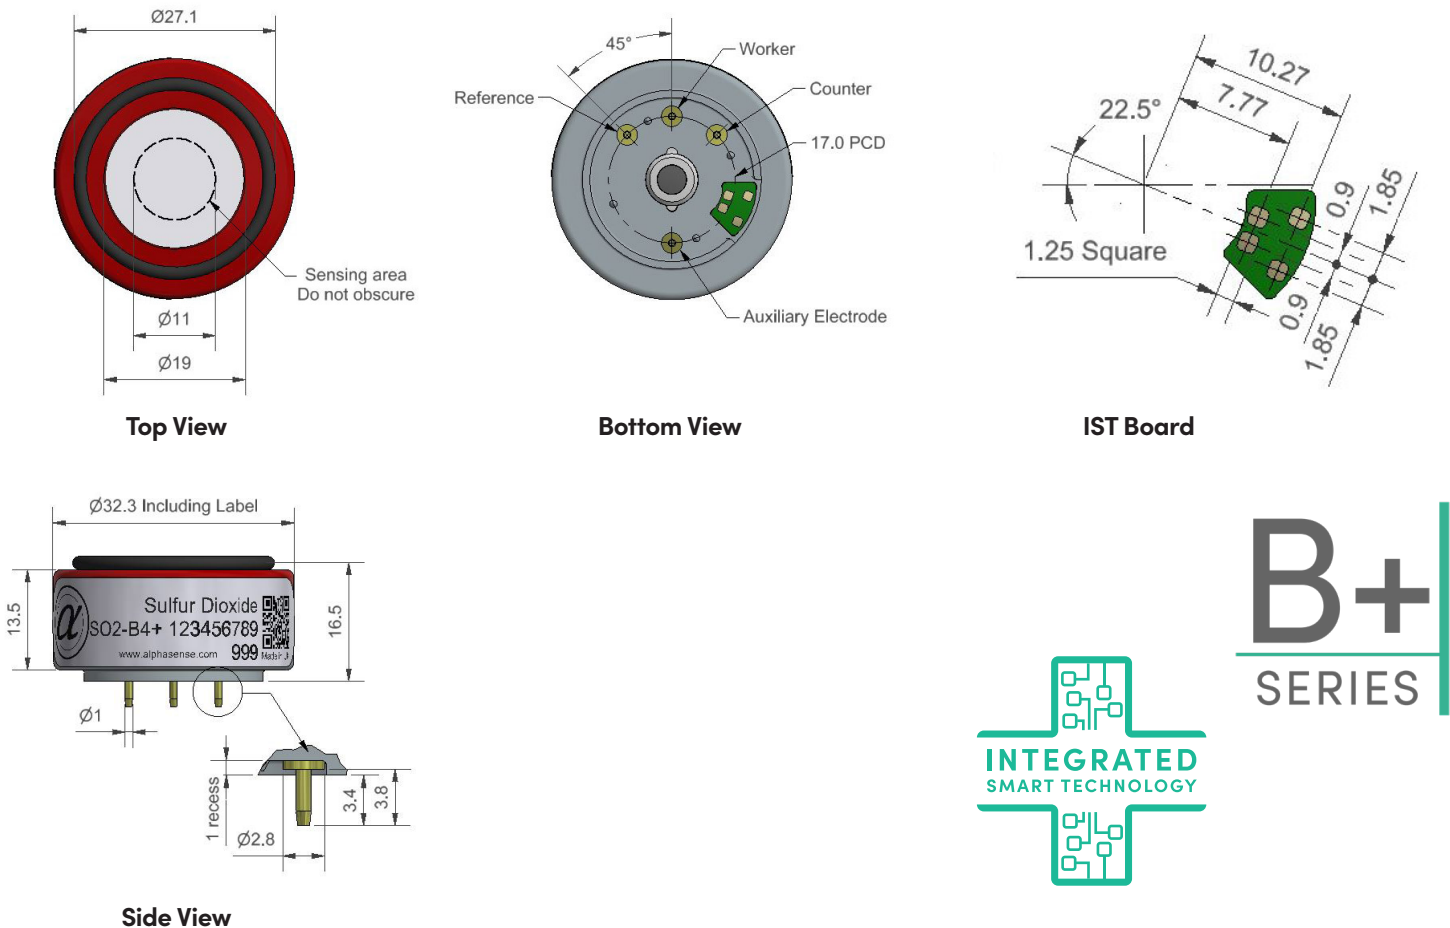 Ø27.1
Sensing area
Do not obscure
Ø11
Ø19
Top View
45°
Worker
Reference
Counter
17.0 PCD
Auxiliary Electrode
Bottom View
10.27
7.77
22.5°
0.9
1.85
1.25 Square
0.9
1.85
IST Board
Ø32.3 Including Label
13.5
16.5
α
Sulfur Dioxide
SO2-B4+ 123456789
www.alphasense.com
999
Made in
Ø1
1 recess
3.4
3.8
Ø2.8
Side View
INTEGRATED
SMART TECHNOLOGY
B+
SERIES